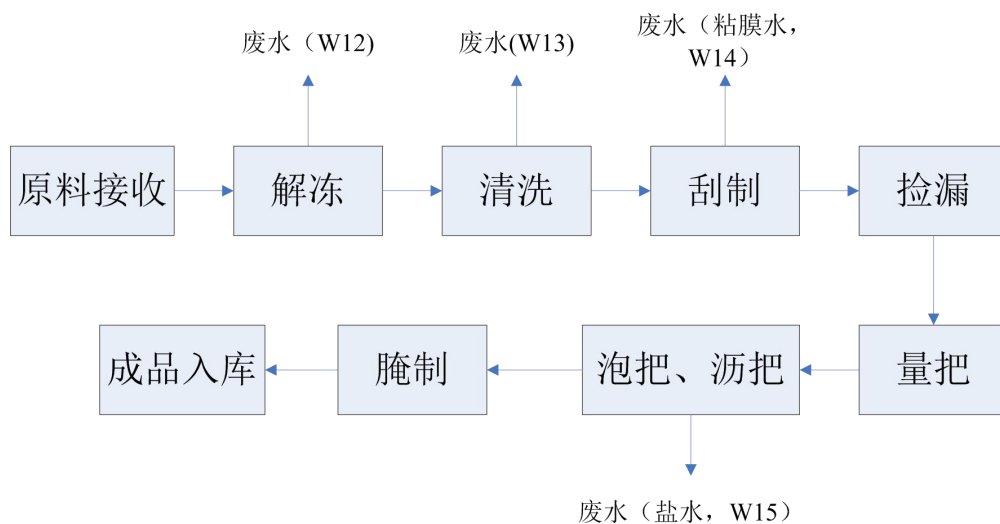 废水（W12)
废水(W13)
废水（粘膜水，
W14）
原料接收
解冻
清洗
刮制
捡漏
成品入库
腌制
泡把、沥把
量把
废水（盐水，W15）